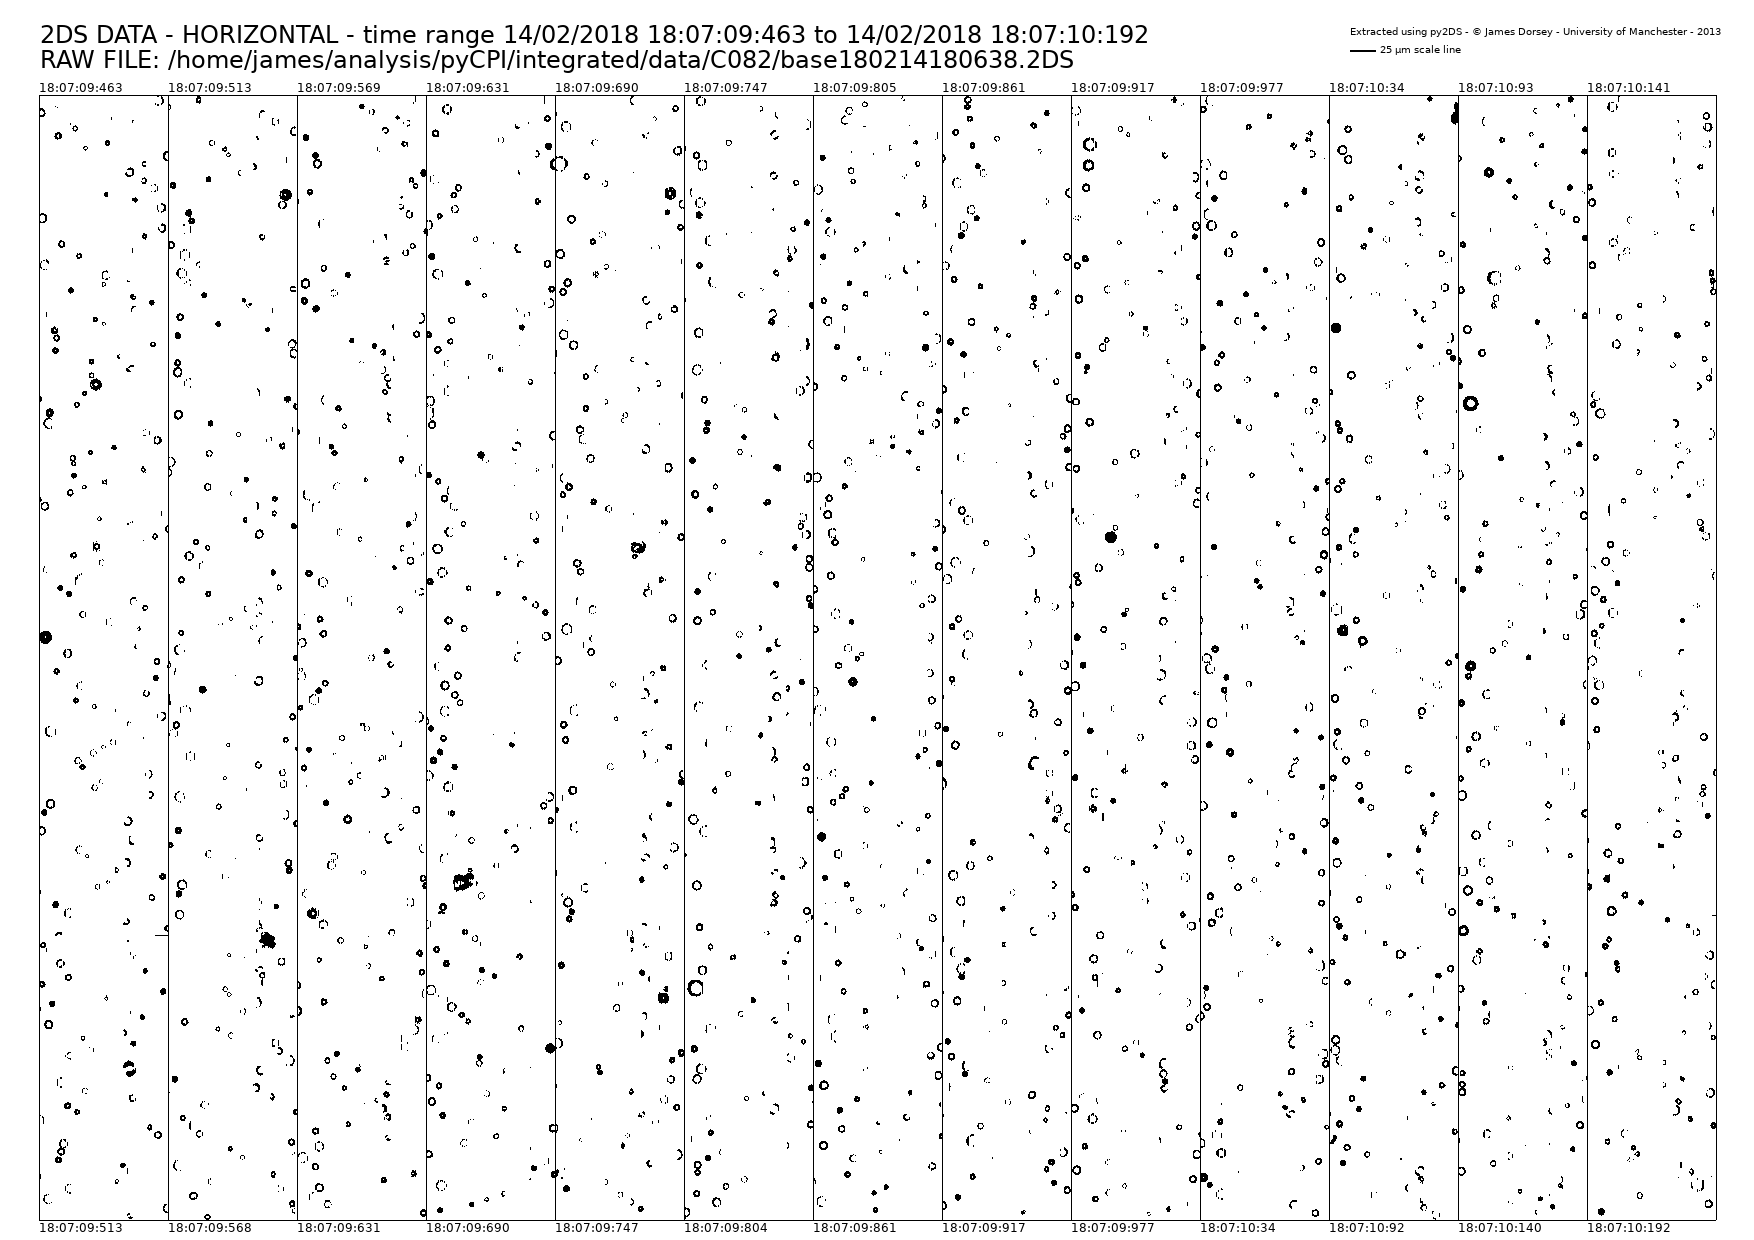 2DS DATA - HORIZONTAL - time range 14/02/2018 18:07:09:463 to 14/02/2018 18:07:10:192
RAW FILE: /home/james/analysis/pyCPI/integrated/data/C082/base180214180638.2DS
Extracted using py2DS - © James Dorsey - University of Manchester - 2013
25 µm scale line
18:07:09:463 18:07:09:513 18:07:09:569 18:07:09:631 18:07:09:690 18:07:09:747 18:07:09:805 18:07:09:861 18:07:09:917 18:07:09:977 18:07:10:34 18:07:10:93 18:07:10:141
18:07:09:513 18:07:09:568 18:07:09:631 18:07:09:690 18:07:09:747 18:07:09:804 18:07:09:861 18:07:09:917 18:07:09:977 18:07:10:34 18:07:10:92 18:07:10:140 18:07:10:192